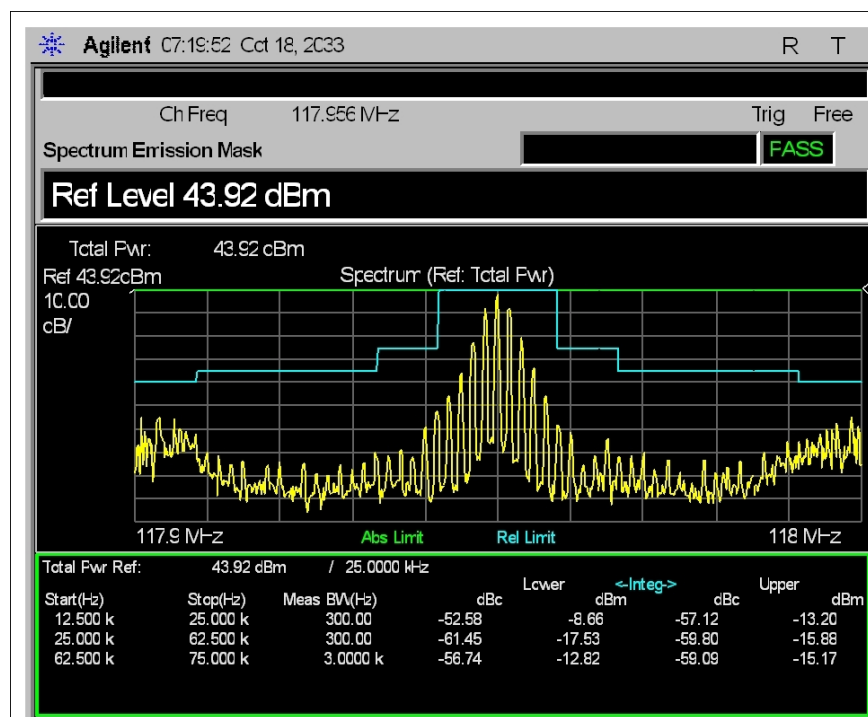 Agilent 07:19:52 Oct 18, 2033 R T
Ch Freq 117.956 MHz Trig Free
Spectrum Emission Mask PASS
Ref Level 43.92 dBm
Total Pwr: 43.92 dBm
Ref 43.92dBm Spectrum (Ref: Total Pwr)
10.00
dB/
117.9 MHz Abs Limit Rel Limit 118 MHz
Total Pwr Ref: 43.92 dBm / 25.0000 kHz
Lower <-Integ-> Upper
Start(Hz) Stop(Hz) Meas BW(Hz) dBc dBm dBc dBm
12.500 k 25.000 k 300.00 -52.58 -8.66 -57.12 -13.20
25.000 k 62.500 k 300.00 -61.45 -17.53 -59.80 -15.88
62.500 k 75.000 k 3.0000 k -56.74 -12.82 -59.09 -15.17